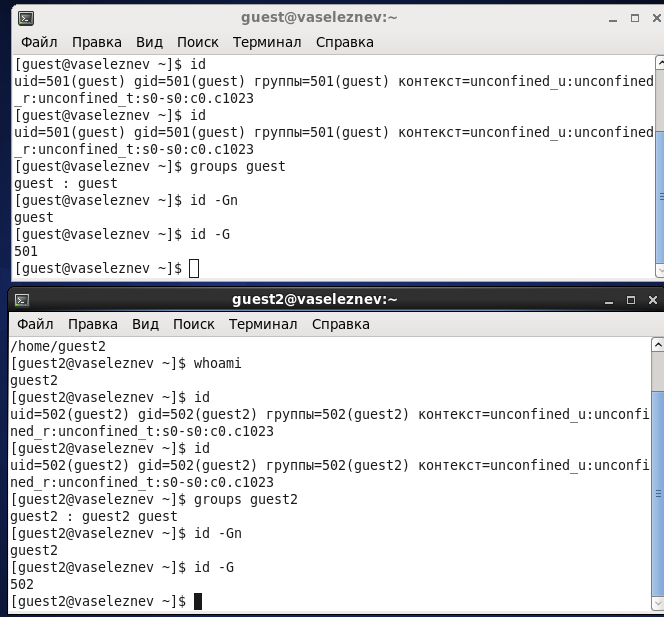 guest@vaseleznev:~
Файл Правка Вид Поиск Терминал Справка
[guest@vaseleznev ~]$ id
uid=501(guest) gid=501(guest) группы=501(guest) контекст=unconfined_u:unconfined
_r:unconfined_t:s0-s0:c0.c1023
[guest@vaseleznev ~]$ id
uid=501(guest) gid=501(guest) группы=501(guest) контекст=unconfined_u:unconfined
_r:unconfined_t:s0-s0:c0.c1023
[guest@vaseleznev ~]$ groups guest
guest : guest
[guest@vaseleznev ~]$ id -Gn
guest
[guest@vaseleznev ~]$ id -G
501
[guest@vaseleznev ~]$
guest2@vaseleznev:~
Файл Правка Вид Поиск Терминал Справка
/home/guest2
[guest2@vaseleznev ~]$ whoami
guest2
[guest2@vaseleznev ~]$ id
uid=502(guest2) gid=502(guest2) группы=502(guest2) контекст=unconfined_u:unconfi
ned_r:unconfined_t:s0-s0:c0.c1023
[guest2@vaseleznev ~]$ id
uid=502(guest2) gid=502(guest2) группы=502(guest2) контекст=unconfined_u:unconfi
ned_r:unconfined_t:s0-s0:c0.c1023
[guest2@vaseleznev ~]$ groups guest2
guest2 : guest2 guest
[guest2@vaseleznev ~]$ id -Gn
guest2
[guest2@vaseleznev ~]$ id -G
502
[guest2@vaseleznev ~]$